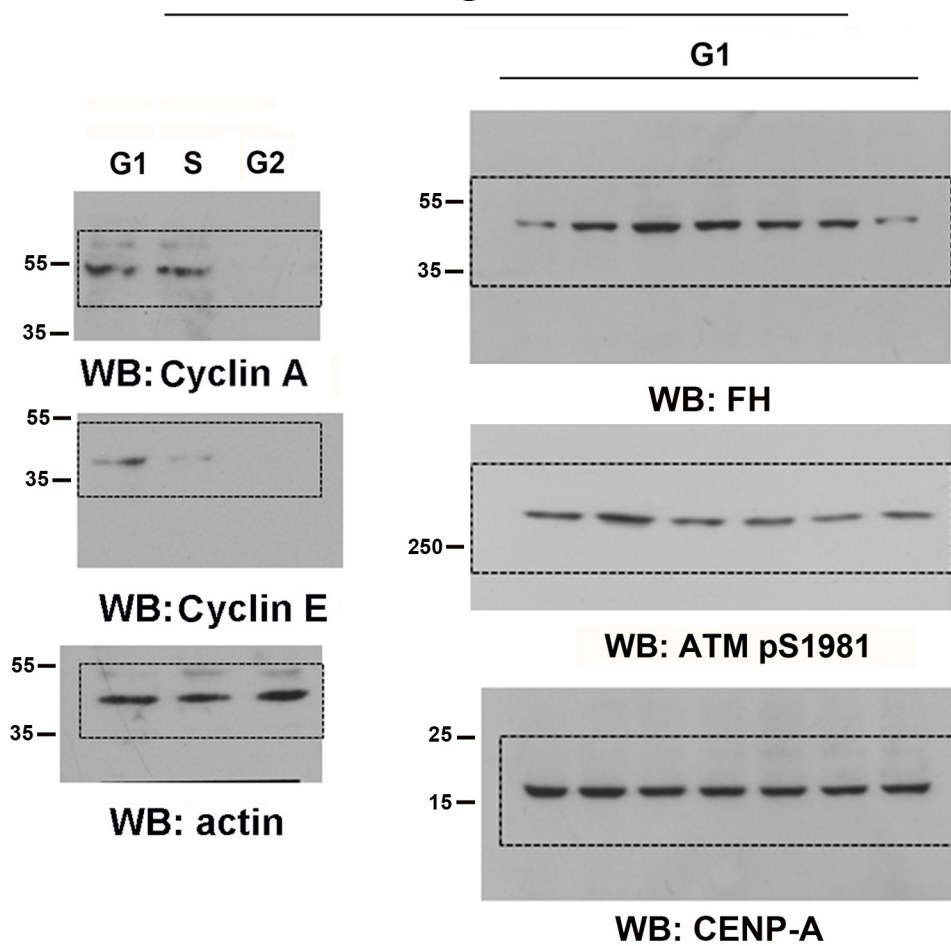 G1 S G2
55
35
WB: Cyclin A
55
35
WB: Cyclin E
55
35
WB: actin
G1
55
35
WB: FH
250
WB: ATM pS1981
25
15
WB: CENP-A